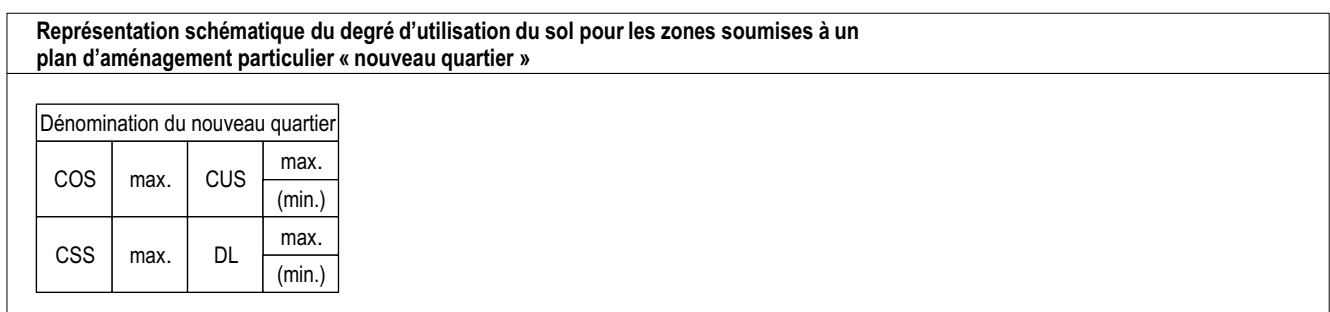 Représentation schématique du degré d’utilisation du sol pour les zones soumises à un
plan d’aménagement particulier « nouveau quartier »
Dénomination du nouveau quartier
COS max. CUS max.
(min.)
CSS max. DL max.
(min.)